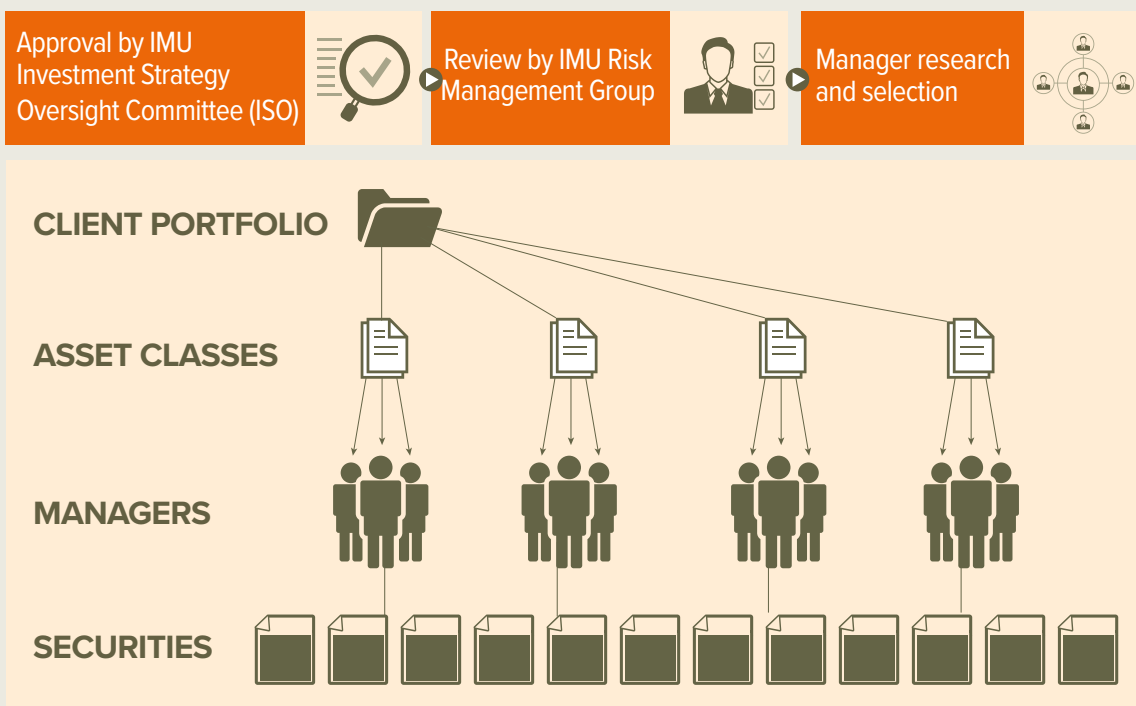 Approval by IMU
Investment Strategy
Oversight Committee (ISO)
Review by IMU Risk
Management Group
Manager research
and selection
CLIENT PORTFOLIO
ASSET CLASSES
MANAGERS
SECURITIES